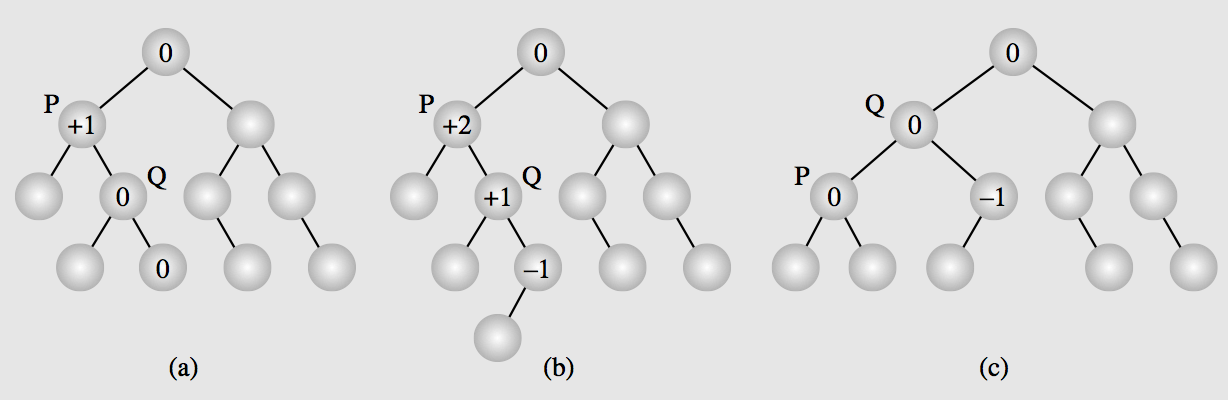 0 0 0
P +1 P +2 Q 0
0 Q +1 Q P 0 –1
0 –1
(a) (b) (c)